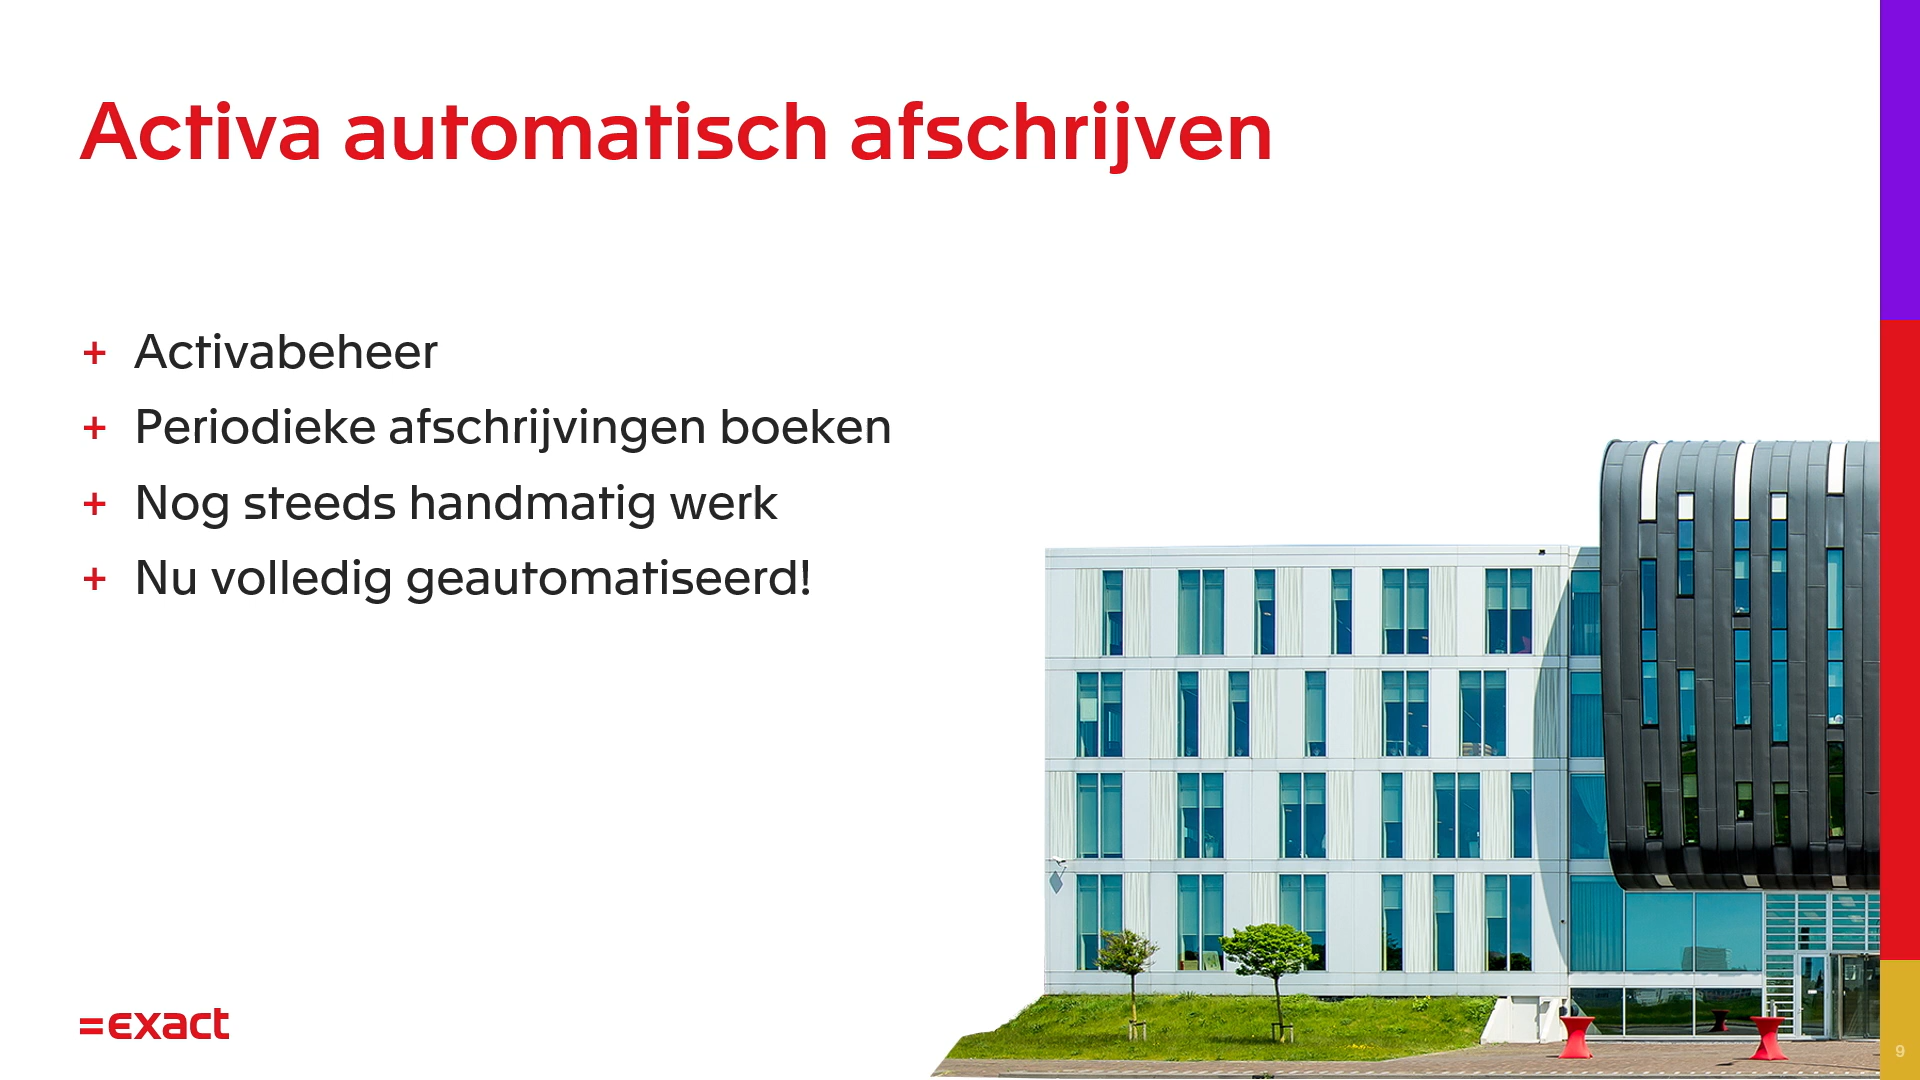 Activa automatisch afschrijven
+ Activabeheer
+ Periodieke afschrijvingen boeken
+ Nog steeds handmatig werk
+ Nu volledig geautomatiseerd!
=exact
9